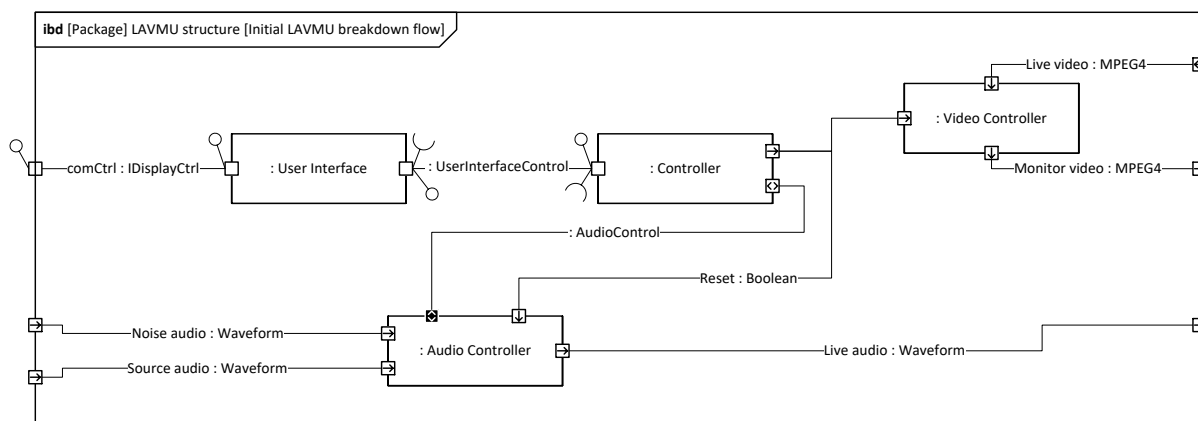 ibd [Package] LAVMU structure [Initial LAVMU breakdown flow]
Live video : MPEG4
: Video Controller
comCtrl : IDisplayCtrl
: User Interface
: UserInterfaceControl
: Controller
Monitor video : MPEG4
: AudioControl
Reset : Boolean
Noise audio : Waveform
: Audio Controller
Live audio : Waveform
Source audio : Waveform